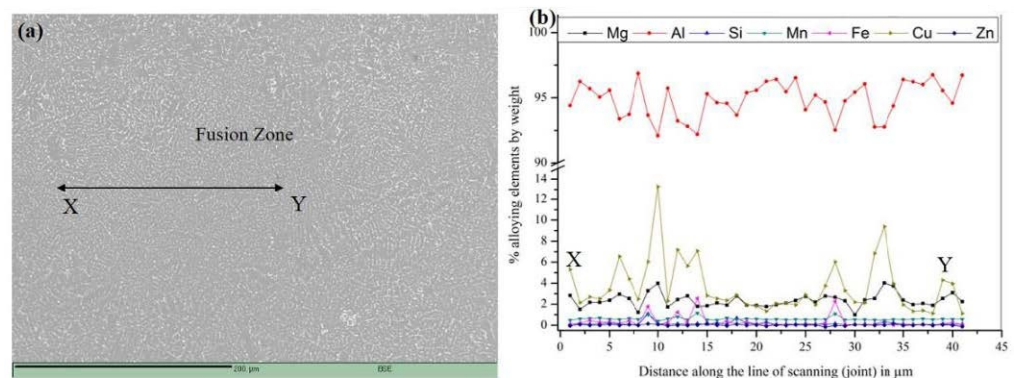 (a)
Fusion Zone
X
Y
200 µm
BSE
(b)
Mg Al Si Mn Fe Cu Zn
100
95
90
14
12
10
8
6
4
2
0
X
Y
0 5 10 15 20 25 30 35 40 45
% alloying elements by weight
Distance along the line of scanning (joint) in µm